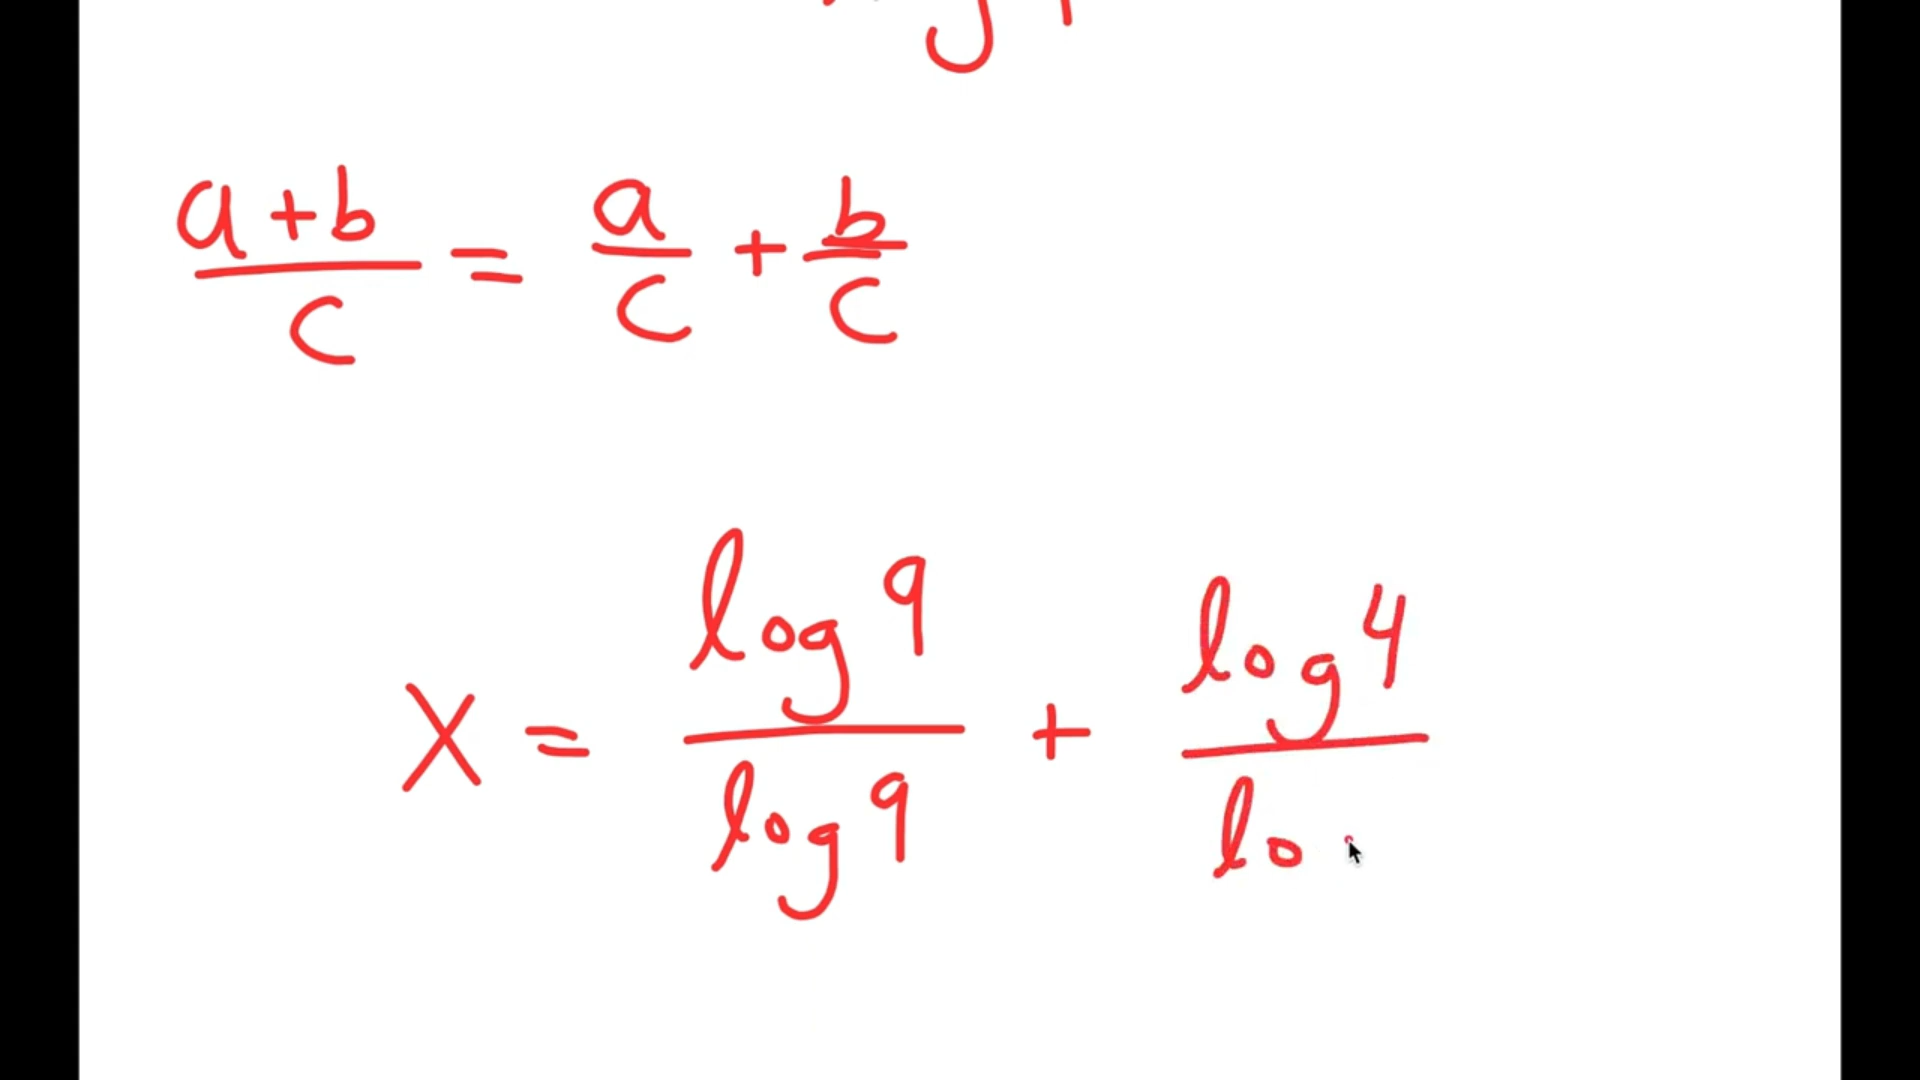 a+b/c = a/c + b/c
x = log 9/log 9 + log 4/lo